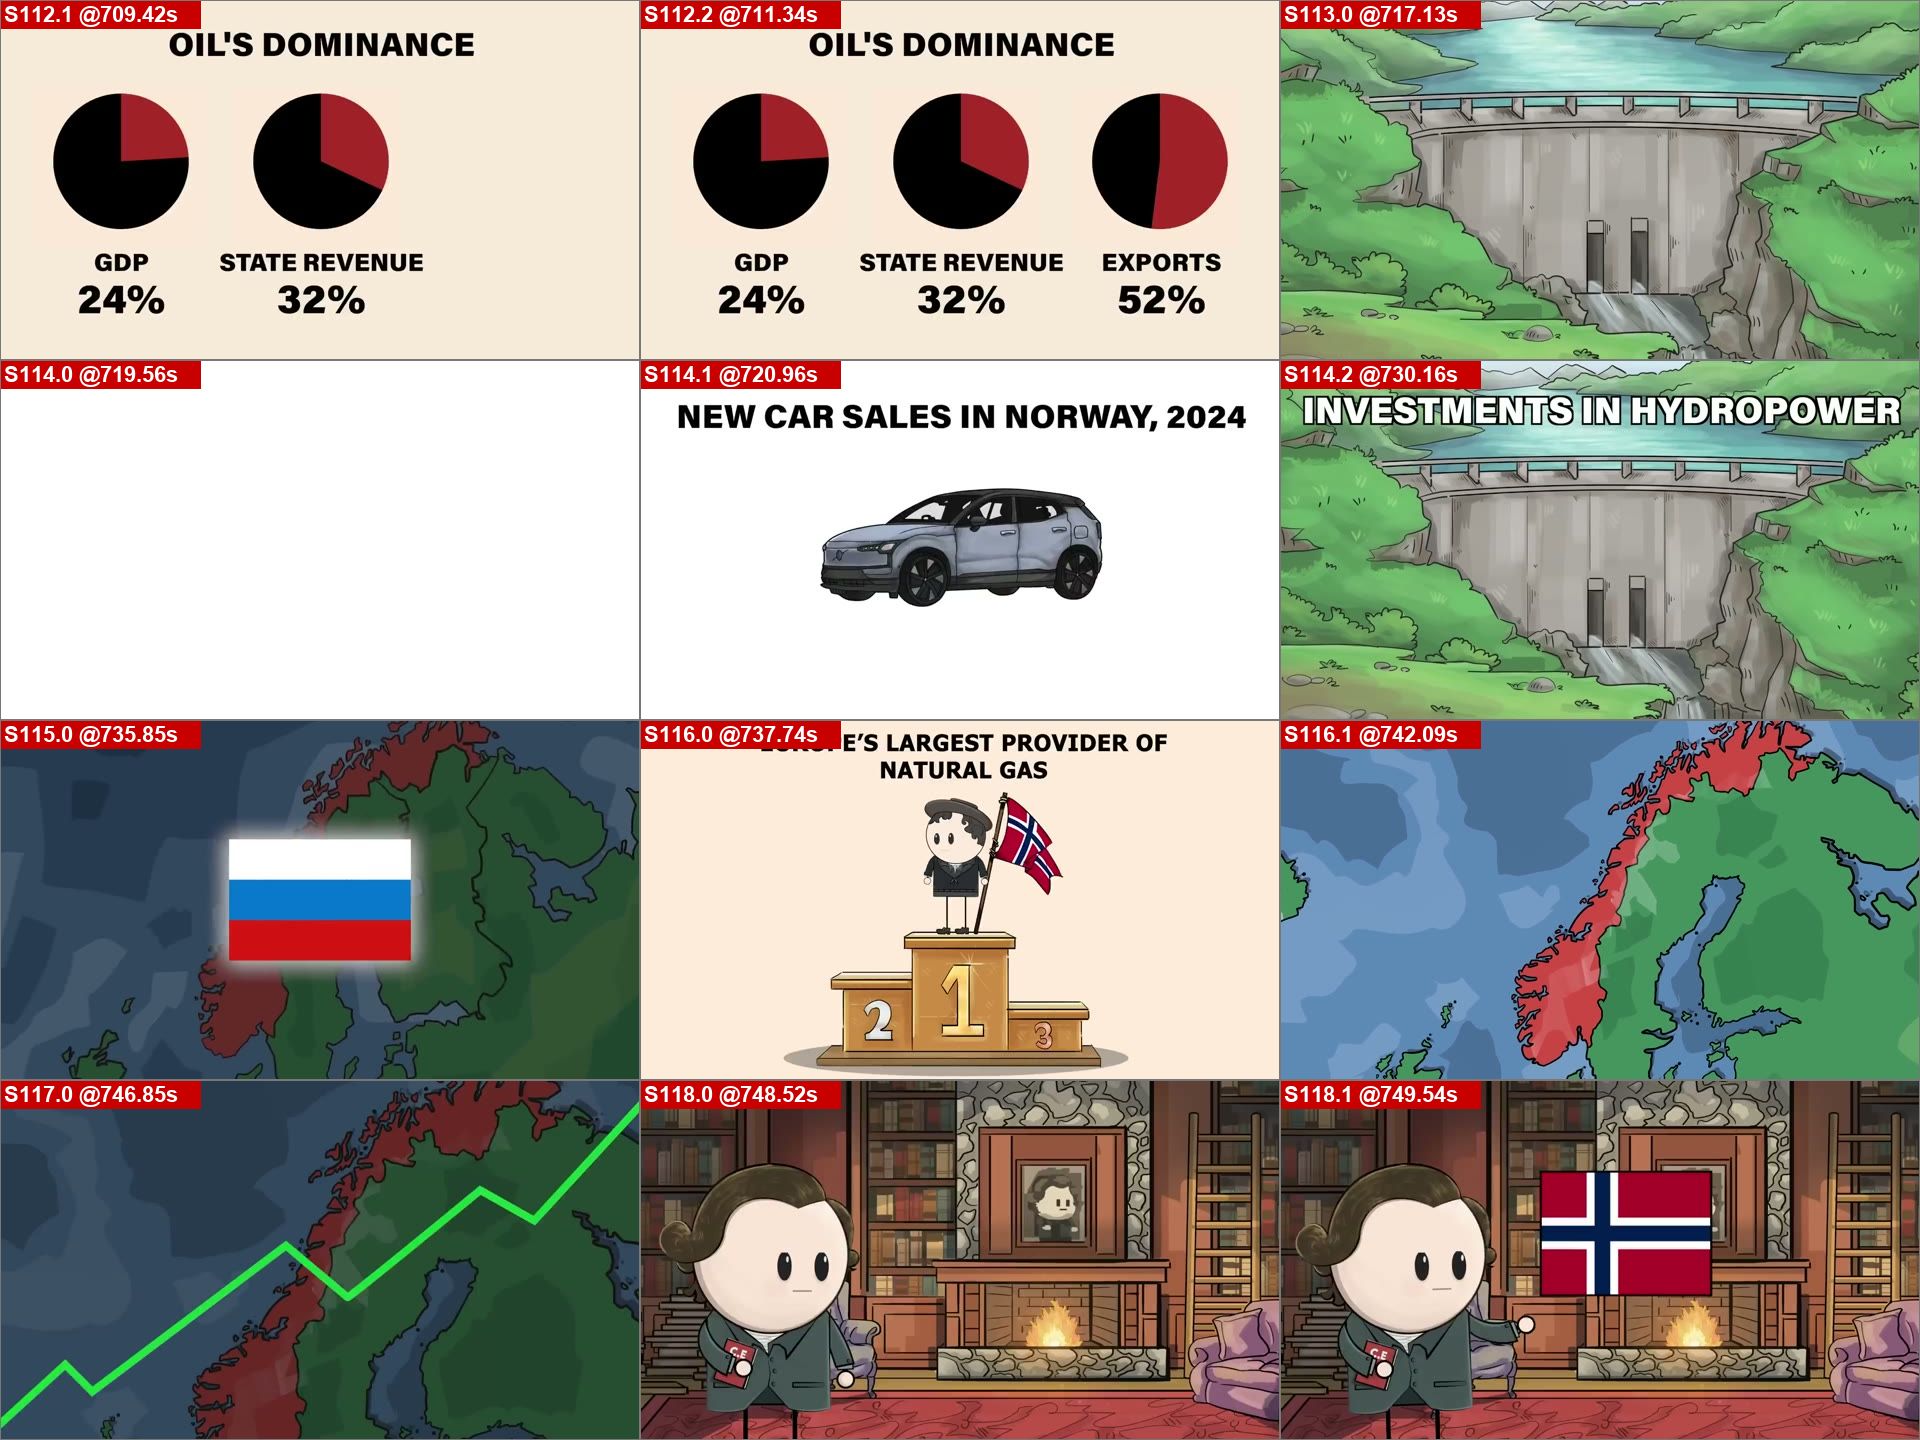 S112.1 @709.42s
OIL'S DOMINANCE
GDP
24%
STATE REVENUE
32%
S112.2 @711.34s
OIL'S DOMINANCE
GDP
24%
STATE REVENUE
32%
EXPORTS
52%
S113.0 @717.13s
S114.0 @719.56s
S114.1 @720.96s
NEW CAR SALES IN NORWAY, 2024
S114.2 @730.16s
INVESTMENTS IN HYDROPOWER
S115.0 @735.85s
S116.0 @737.74s
EUROPE'S LARGEST PROVIDER OF
NATURAL GAS
1
2
3
S116.1 @742.09s
S117.0 @746.85s
S118.0 @748.52s
G.E
S118.1 @749.54s
G.E